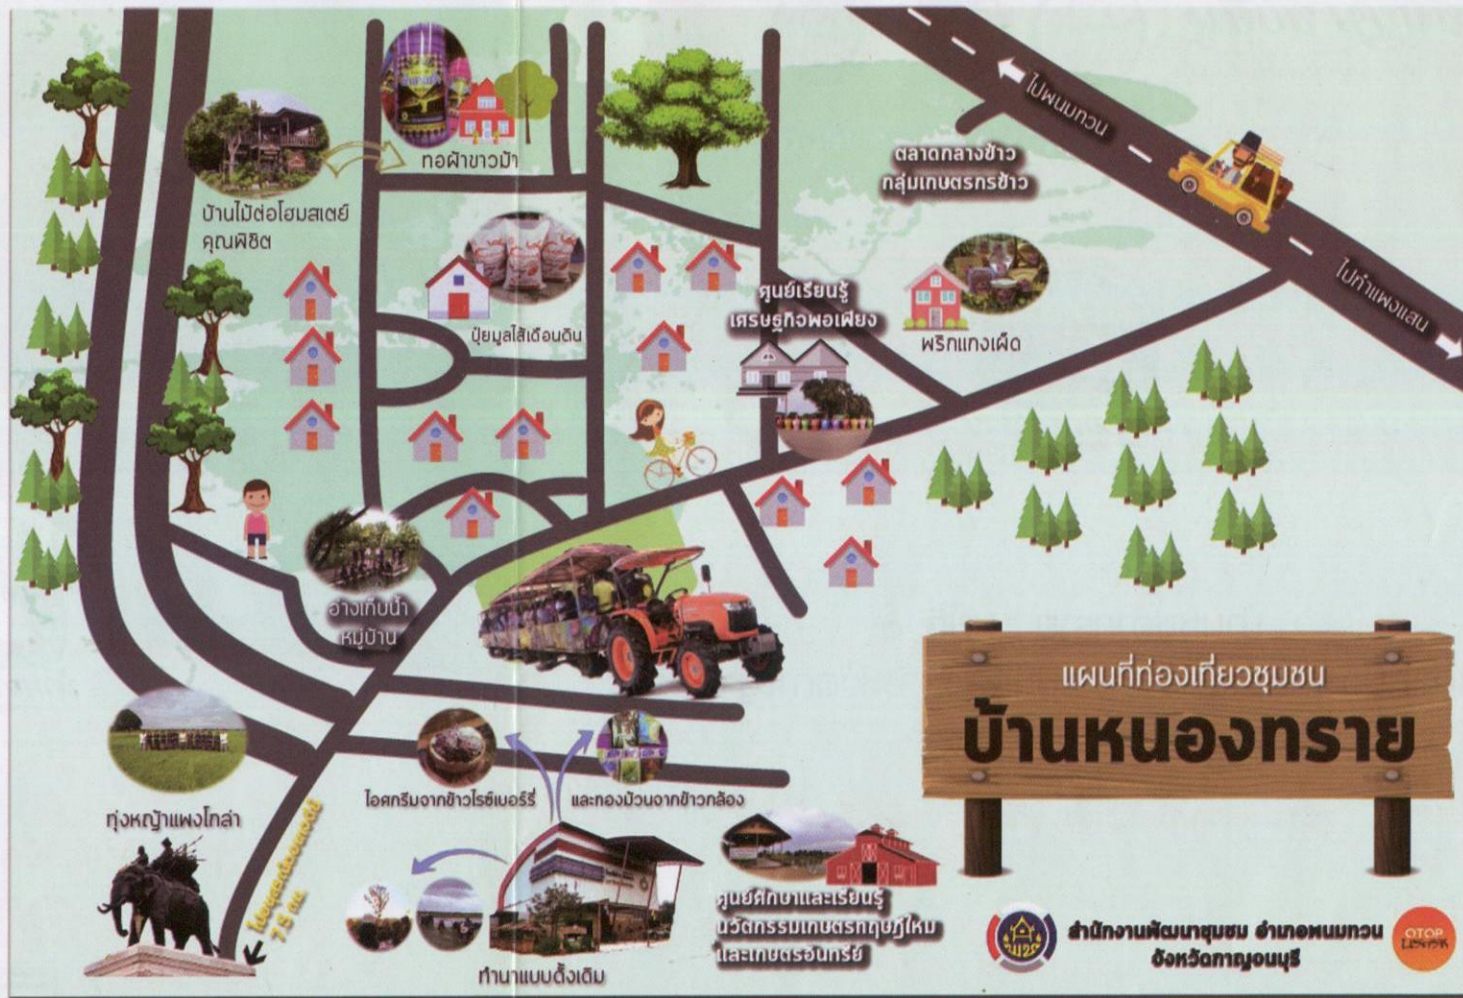 ไปพนมทวน
ทอผ้าขาวม้า
ตลาดกลางข้าว
กลุ่มเกษตรกรข้าว
บ้านไม้ต่อโฮมสเตย์
คุณพิชิต
ไปกำแพงแสน
ศูนย์เรียนรู้
เศรษฐกิจพอเพียง
ปุ๋ยมูลไส้เดือนดิน
พริกแกงเผ็ด
อ่างเก็บน้ำ
หมู่บ้าน
แผนที่ท่องเที่ยวชุมชน
บ้านหนองทราย
ไอศกรีมจากข้าวไรซ์เบอร์รี่
และทองม้วนจากข้าวกล้อง
ทุ่งหญ้าแพงโกล่า
7.5 กม.
ศูนย์ศึกษาและเรียนรู้
นวัตกรรมเกษตรทฤษฎีใหม่
และเกษตรอินทรีย์
ทำนาแบบดั้งเดิม
สำนักงานพัฒนาชุมชน อำเภอพนมทวน
จังหวัดกาญจนบุรี
OTOP
นวัตวิถี